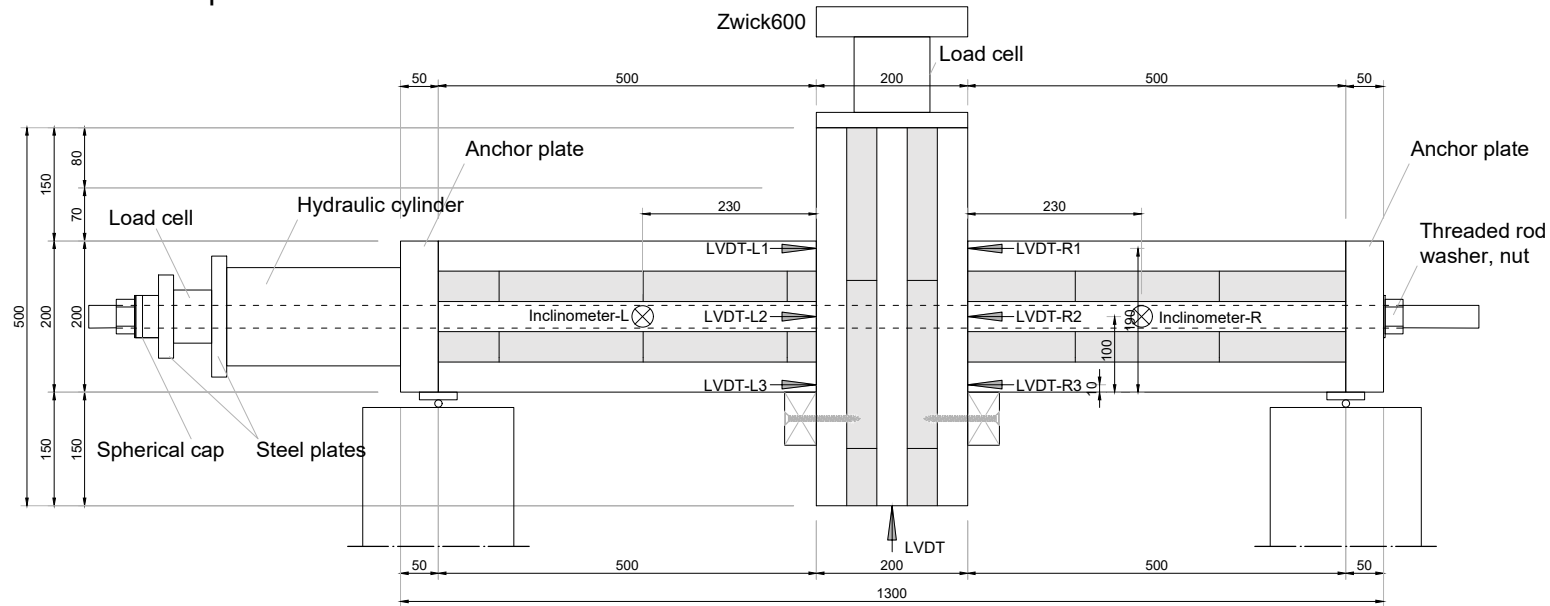 Zwick600
Load cell
50
500
200
500
50
Anchor plate
Anchor plate
80
150
70
Hydraulic cylinder
Load cell
230
230
Threaded rod
washer, nut
LVDT-L1
LVDT-R1
500
200
200
Inclinometer-L
LVDT-L2
LVDT-R2
190
Inclinometer-R
100
LVDT-L3
LVDT-R3
10
150
150
Spherical cap
Steel plates
LVDT
50
500
200
500
50
1300